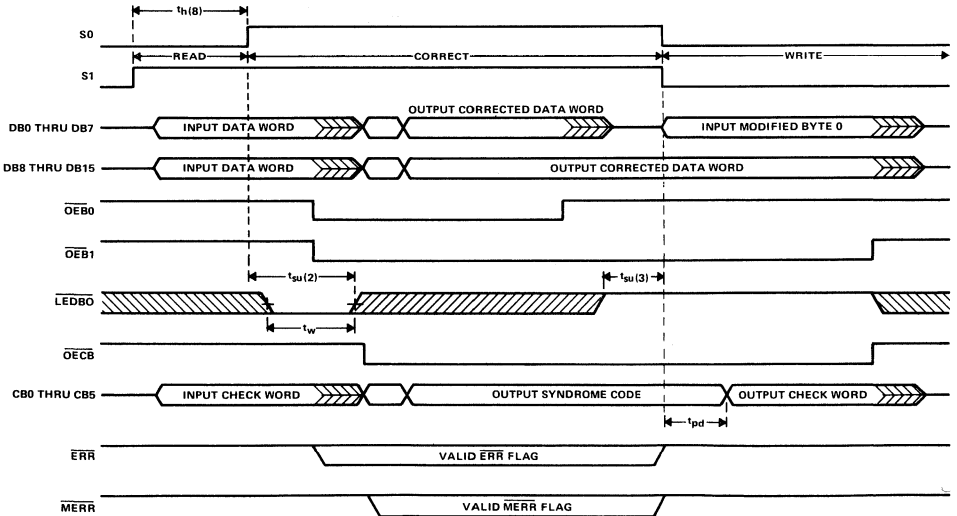 th(8)
S0
READ
CORRECT
WRITE
S1
OUTPUT CORRECTED DATA WORD
DB0 THRU DB7
INPUT DATA WORD
INPUT MODIFIED BYTE 0
DB8 THRU DB15
INPUT DATA WORD
OUTPUT CORRECTED DATA WORD
OEB0
OEB1
tsu(2)
tsu(3)
LEDBO
tw
OECB
CB0 THRU CB5
INPUT CHECK WORD
OUTPUT SYNDROME CODE
OUTPUT CHECK WORD
tpd
ERR
VALID ERR FLAG
MERR
VALID MERR FLAG